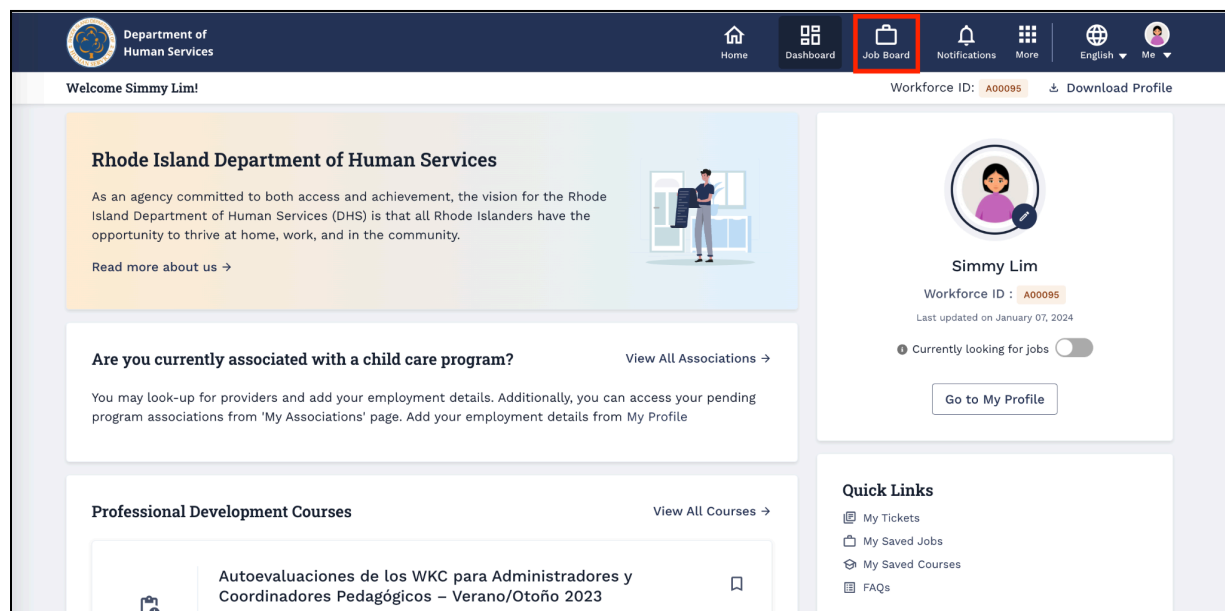 Department of
Human Services
Home
Dashboard
Job Board
Notifications
More
English
Me
Welcome Simmy Lim!
Workforce ID: A00095
Download Profile
Rhode Island Department of Human Services
As an agency committed to both access and achievement, the vision for the Rhode
Island Department of Human Services (DHS) is that all Rhode Islanders have the
opportunity to thrive at home, work, and in the community.
Read more about us →
Simmy Lim
Workforce ID : A00095
Last updated on January 07, 2024
Currently looking for jobs
Go to My Profile
Are you currently associated with a child care program?
View All Associations →
You may look-up for providers and add your employment details. Additionally, you can access your pending
program associations from 'My Associations' page. Add your employment details from My Profile
Professional Development Courses
View All Courses →
Autoevaluaciones de los WKC para Administradores y
Coordinadores Pedagógicos – Verano/Otoño 2023
Quick Links
My Tickets
My Saved Jobs
My Saved Courses
FAQs